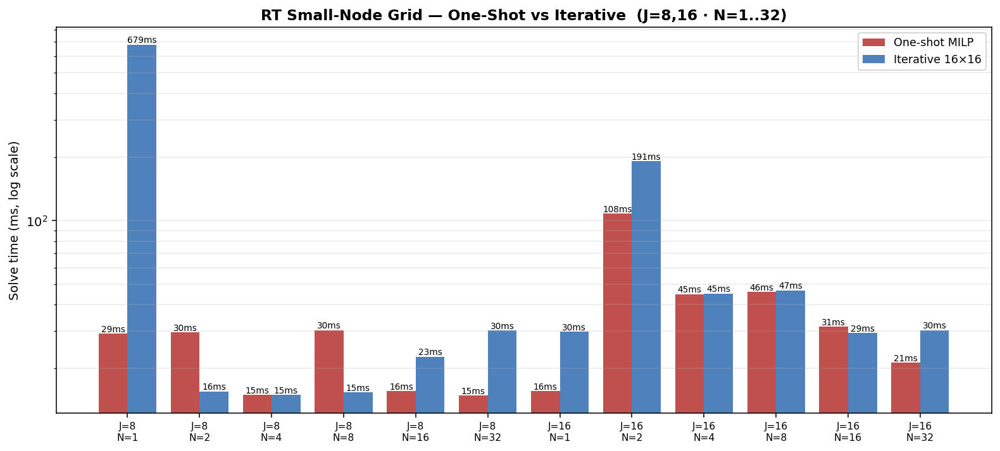 RT Small-Node Grid — One-Shot vs Iterative  (J=8,16 · N=1..32)
One-shot MILP
Iterative 16×16
Solve time (ms, log scale)
10²
679ms
29ms
30ms
16ms
15ms
15ms
30ms
15ms
16ms
23ms
15ms
30ms
16ms
30ms
108ms
191ms
45ms
45ms
46ms
47ms
31ms
29ms
21ms
30ms
J=8
N=1
J=8
N=2
J=8
N=4
J=8
N=8
J=8
N=16
J=8
N=32
J=16
N=1
J=16
N=2
J=16
N=4
J=16
N=8
J=16
N=16
J=16
N=32